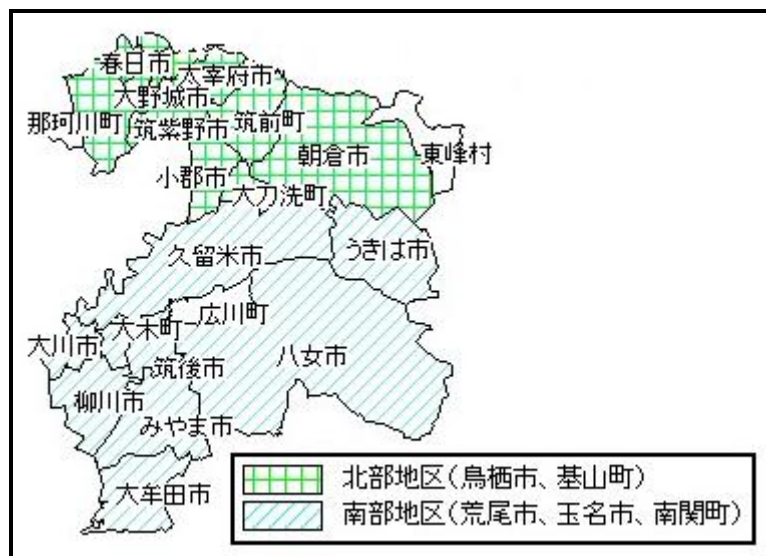 春日市
太宰府市
大野城市
那珂川町
筑紫野市
筑前町
朝倉市
東峰村
小郡市
大刀洗町
久留米市
うきは市
広川町
大木町
大川市
筑後市
八女市
柳川市
みやま市
大牟田市
北部地区(鳥栖市、基山町)
南部地区(荒尾市、玉名市、南関町)